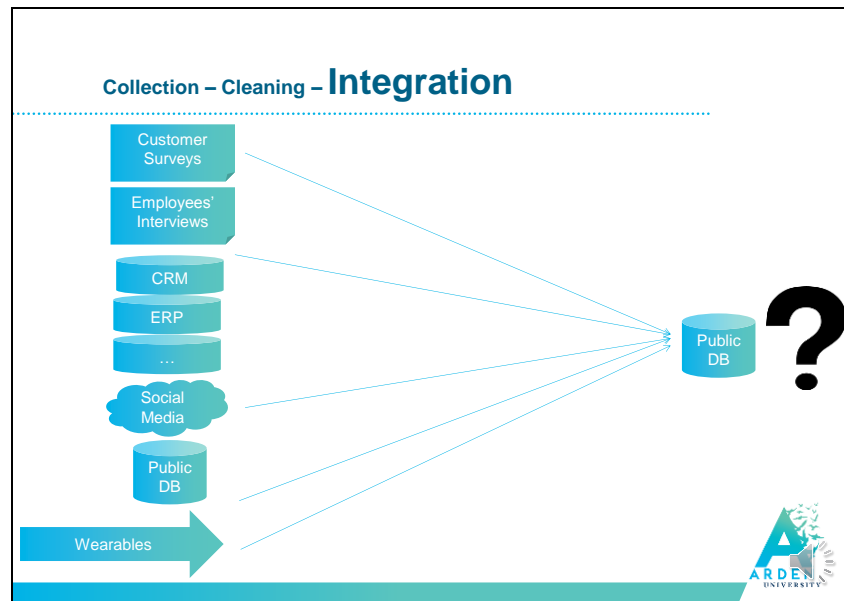 Collection – Cleaning – Integration
Customer
Surveys
Employees'
Interviews
CRM
ERP
...
Social
Media
Public
DB
Wearables
Public
DB
?
ARDEN
UNIVERSITY